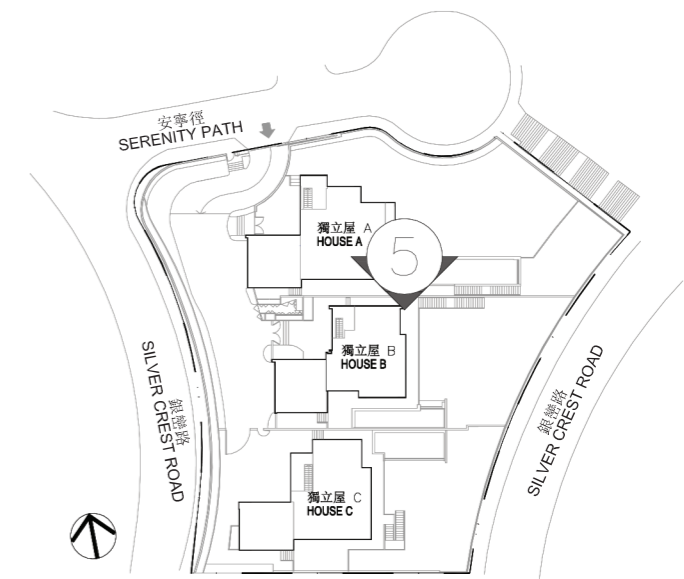 安寧徑
SERENITY PATH
獨立屋 A
HOUSE A
5
獨立屋 B
HOUSE B
銀巒路
SILVER CREST ROAD
銀巒路
SILVER CREST ROAD
獨立屋 C
HOUSE C